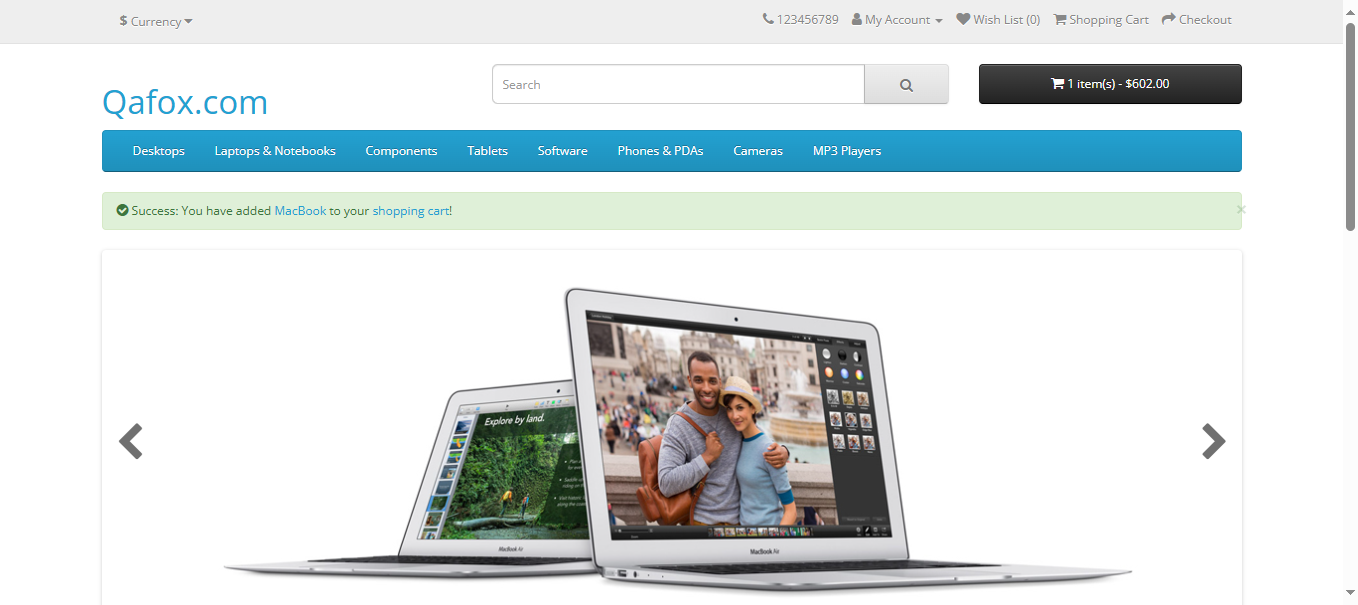 $ Currency
123456789 My Account Wish List (0) Shopping Cart Checkout
Qafox.com
Search
1 item(s) - $602.00
Desktops Laptops & Notebooks Components Tablets Software Phones & PDAs Cameras MP3 Players
Success: You have added MacBook to your shopping cart!
×
Explore by land.
MacBook Air
MacBook Air